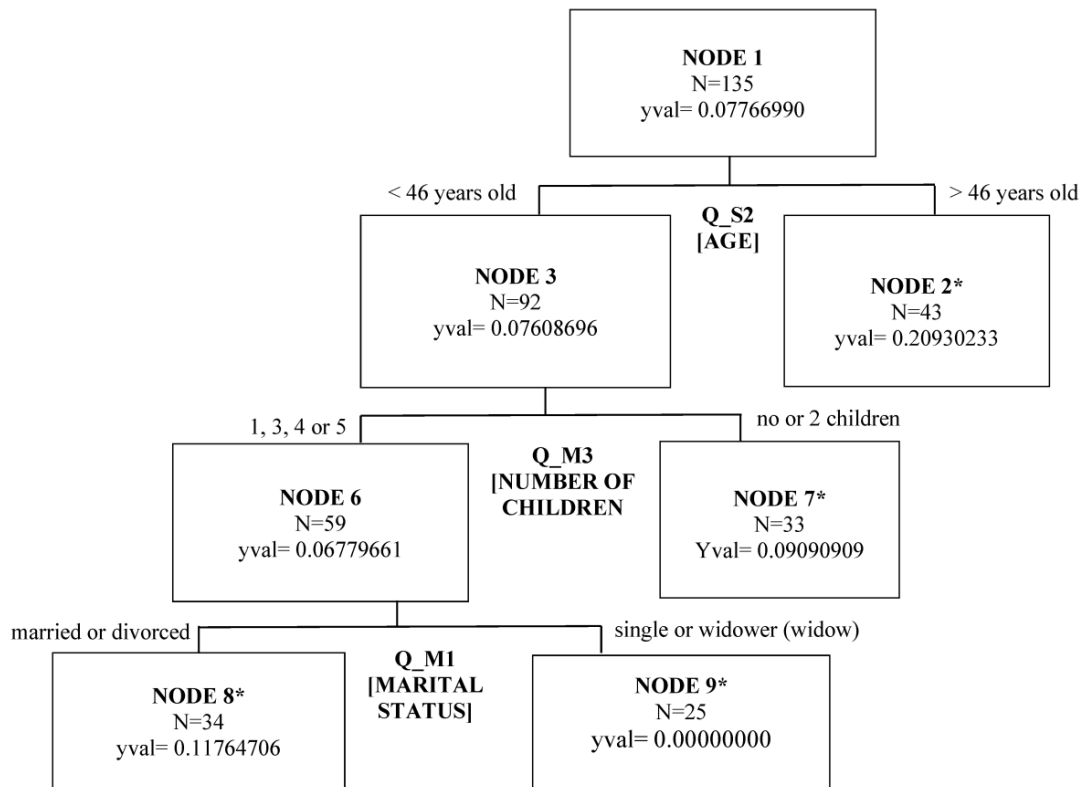 NODE 1
N=135
yval= 0.07766990
< 46 years old
> 46 years old
Q_S2
[AGE]
NODE 3
N=92
yval= 0.07608696
NODE 2*
N=43
yval= 0.20930233
1, 3, 4 or 5
no or 2 children
Q_M3
[NUMBER OF
CHILDREN
NODE 6
N=59
yval= 0.06779661
NODE 7*
N=33
Yval= 0.09090909
married or divorced
single or widower (widow)
Q_M1
[MARITAL
STATUS]
NODE 8*
N=34
yval= 0.11764706
NODE 9*
N=25
yval= 0.00000000